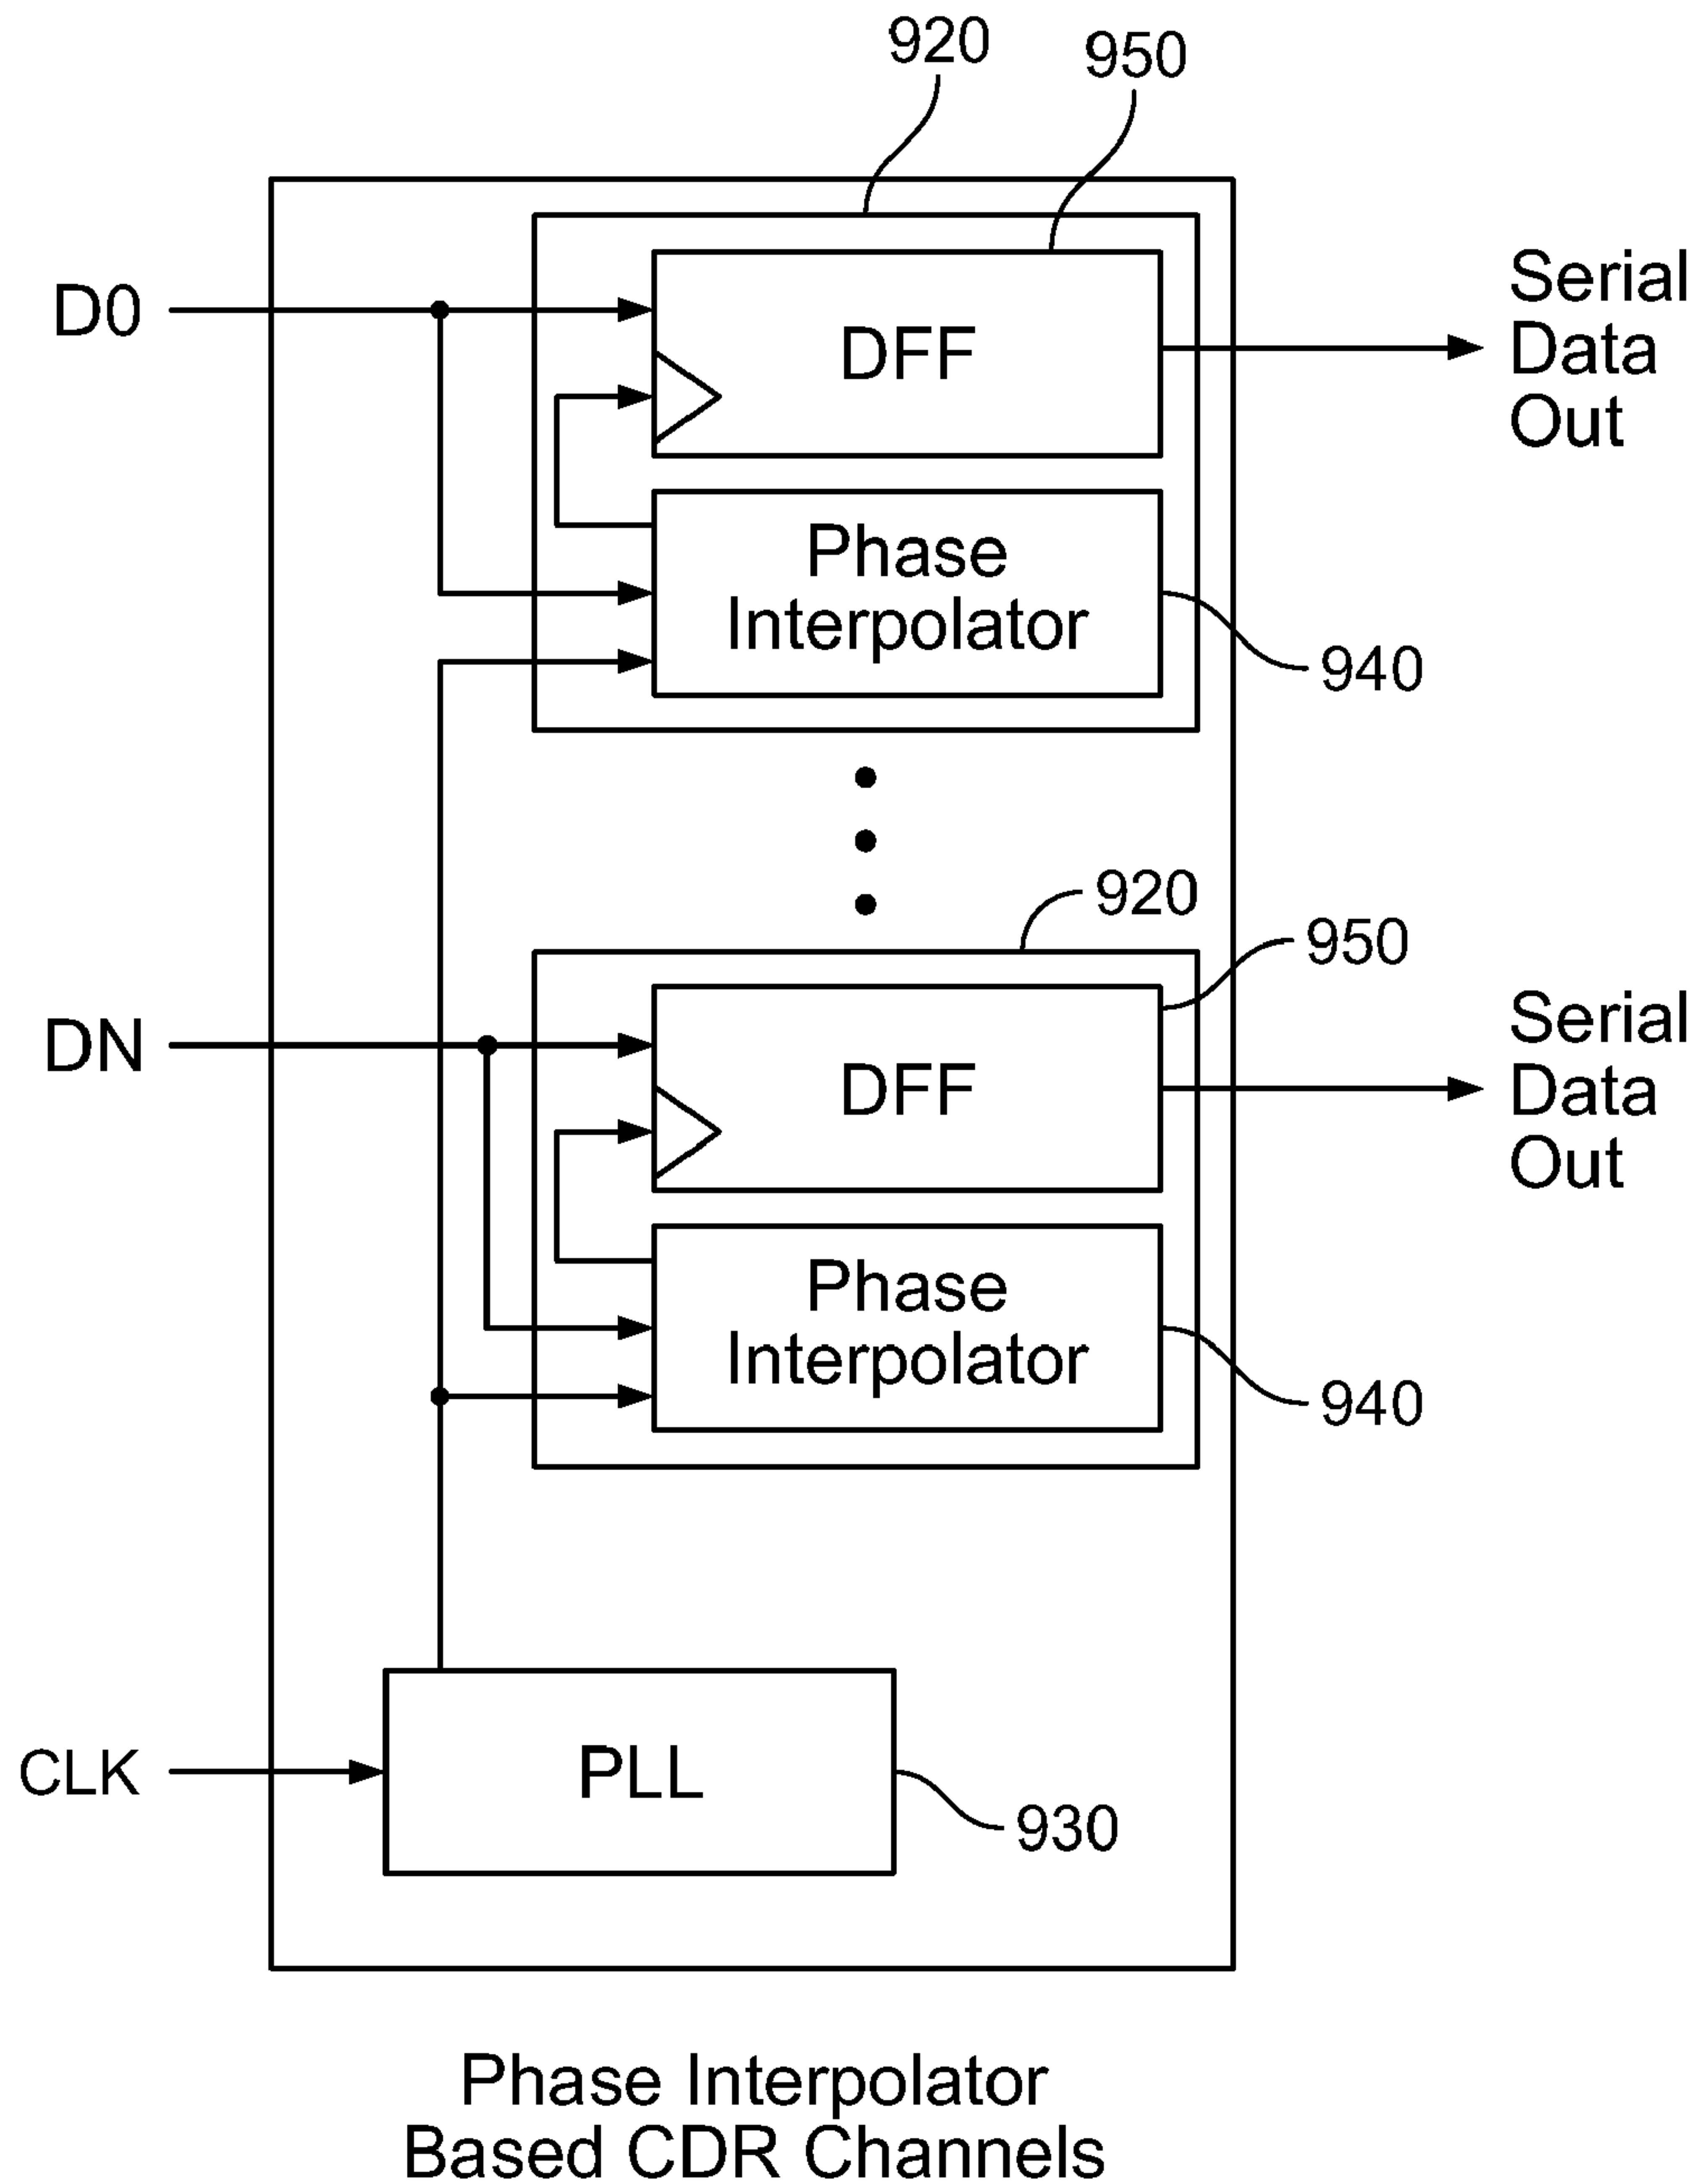 920
950
D0
DFF
Serial
Data
Out
Phase
Interpolator
940
920
950
DN
DFF
Serial
Data
Out
Phase
Interpolator
940
CLK
PLL
930
Phase Interpolator
Based CDR Channels